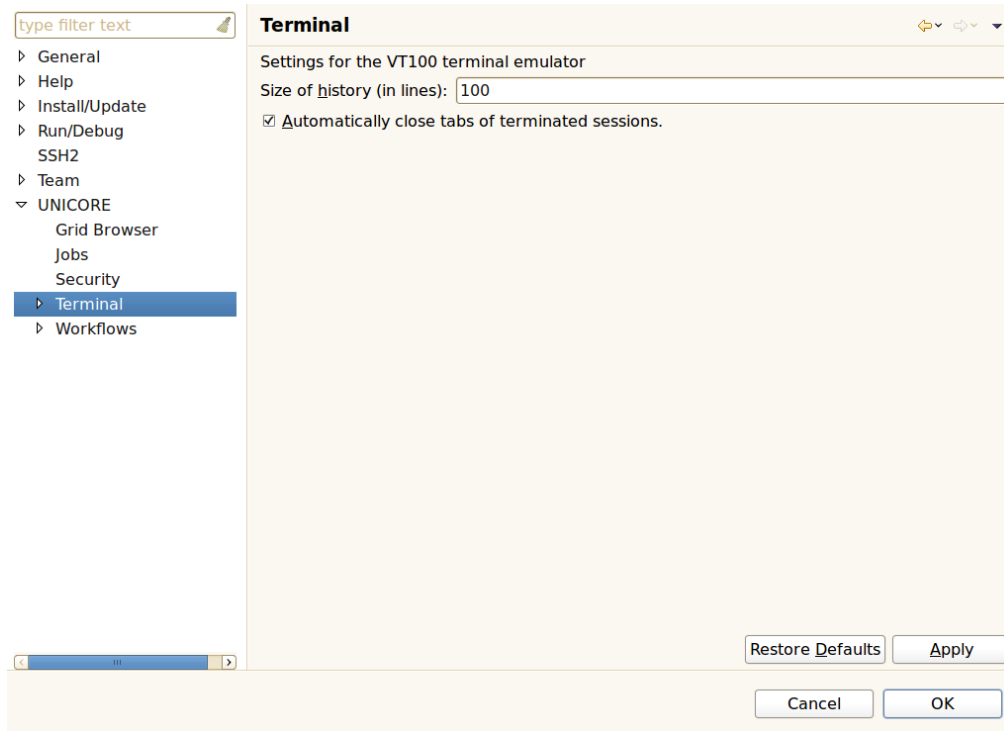 type filter text
General
Help
Install/Update
Run/Debug
SSH2
Team
UNICORE
Grid Browser
Jobs
Security
Terminal
Workflows
Terminal
Settings for the VT100 terminal emulator
Size of history (in lines): 100
Automatically close tabs of terminated sessions.
Restore Defaults Apply
Cancel OK